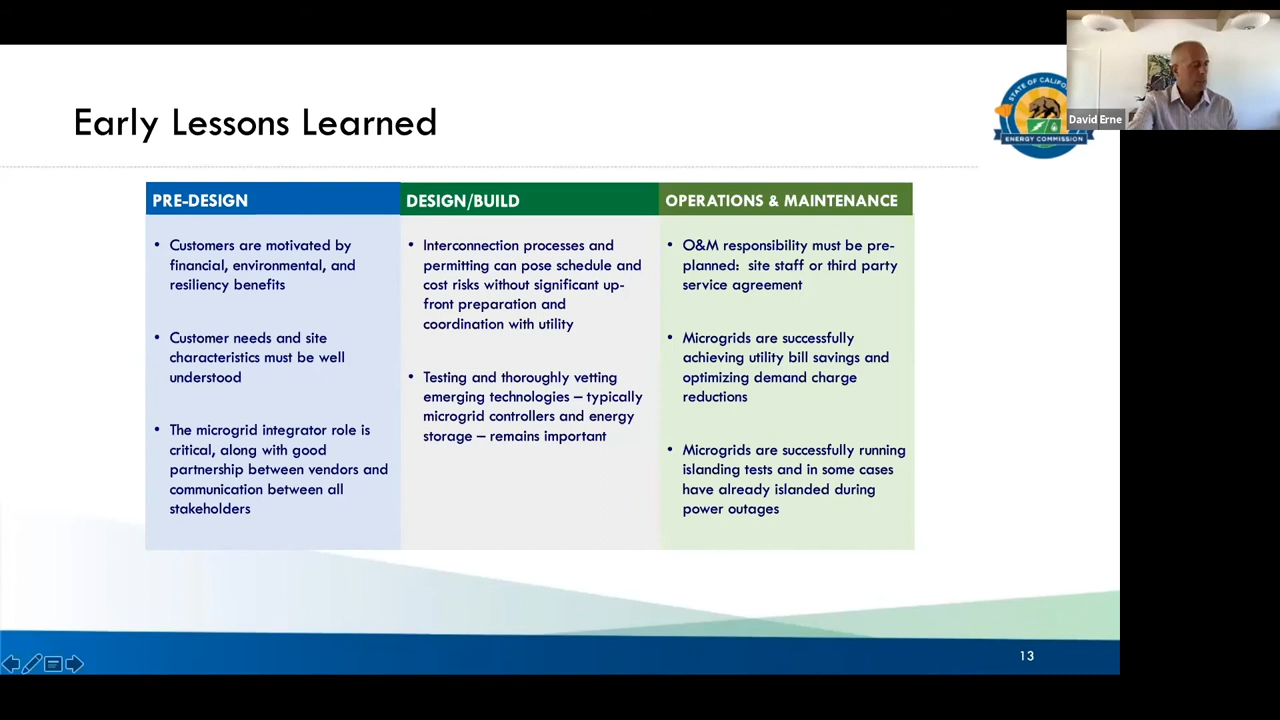 Early Lessons Learned
STATE OF CALIFO
ENERGY COMMISSION
David Erne
PRE-DESIGN
• Customers are motivated by
financial, environmental, and
resiliency benefits
• Customer needs and site
characteristics must be well
understood
• The microgrid integrator role is
critical, along with good
partnership between vendors and
communication between all
stakeholders
DESIGN/BUILD
• Interconnection processes and
permitting can pose schedule and
cost risks without significant up-
front preparation and
coordination with utility
• Testing and thoroughly vetting
emerging technologies – typically
microgrid controllers and energy
storage – remains important
OPERATIONS & MAINTENANCE
• O&M responsibility must be pre-
planned: site staff or third party
service agreement
• Microgrids are successfully
achieving utility bill savings and
optimizing demand charge
reductions
• Microgrids are successfully running
islanding tests and in some cases
have already islanded during
power outages
13